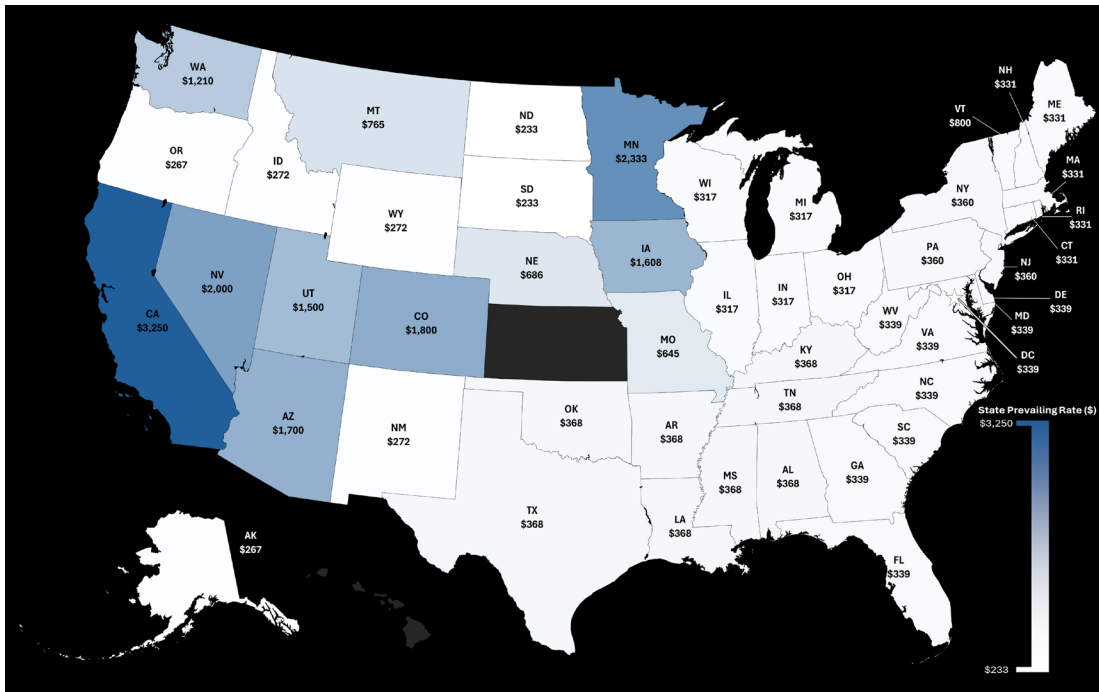 WA
$1,210
MT
$765
ND
$233
MN
$2,333
OR
$267
ID
$272
SD
$233
WI
$317
MI
$317
NY
$360
VT
$800
NH
$331
ME
$331
MA
$331
RI
$331
CT
$331
WY
$272
NE
$686
IA
$1,608
PA
$360
NJ
$360
NV
$2,000
UT
$1,500
CO
$1,800
IL
$317
IN
$317
OH
$317
WV
$339
VA
$339
DE
$339
MD
$339
DC
$339
CA
$3,250
MO
$645
KY
$368
AZ
$1,700
NM
$272
OK
$368
AR
$368
TN
$368
NC
$339
SC
$339
MS
$368
AL
$368
GA
$339
TX
$368
LA
$368
FL
$339
AK
$267
State Prevailing Rate ($)
$3,250
$233